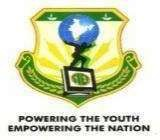 POWERING THE YOUTH
EMPOWERING THE NATION